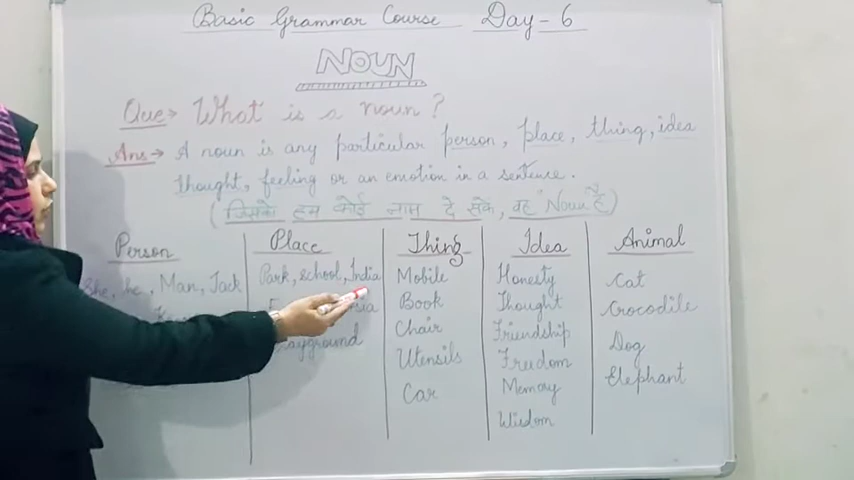 Basic Grammar Course Day-6
NOUN
Que→ What is a noun?
Ans→ A noun is any particular person, place, thing, idea
thought, feeling or an emotion in a sentence.
(जिसको हम कोई नाम दे सके, वह "Noun" है)
Person Place Thing Idea Animal
She, he, Man, Jack Park, school, India Mobile Honesty Cat
Book Thought Crocodile
Playground Chair Friendship Dog
Utensils Freedom Elephant
Car Memory
Wisdom